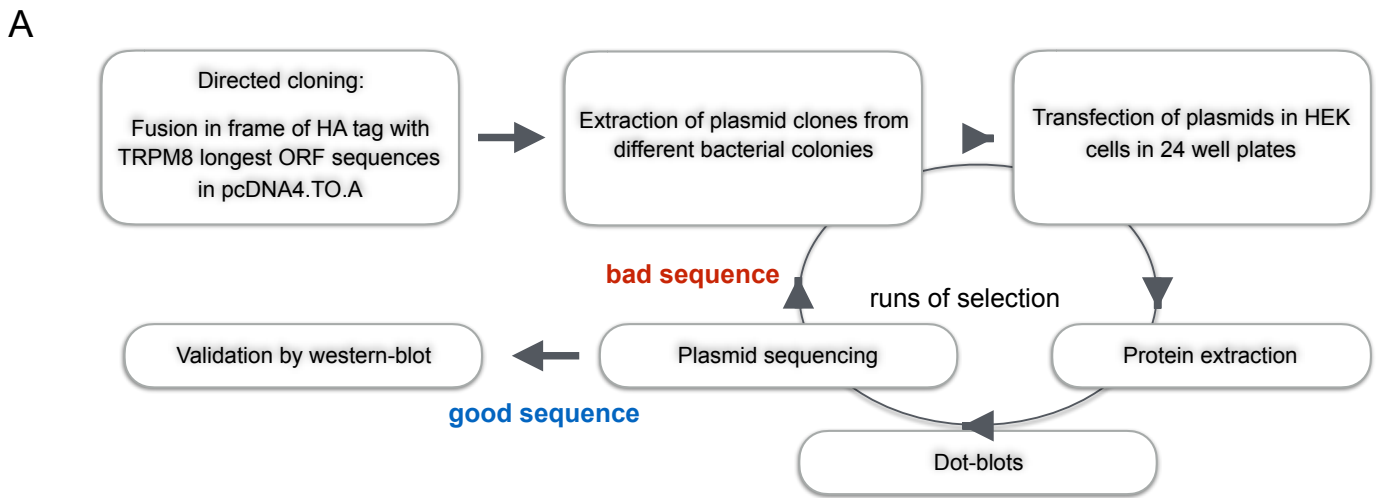 A
Directed cloning:
Fusion in frame of HA tag with
TRPM8 longest ORF sequences
in pcDNA4.TO.A
Extraction of plasmid clones from
different bacterial colonies
Transfection of plasmids in HEK
cells in 24 well plates
bad sequence
runs of selection
Validation by western-blot
Plasmid sequencing
Protein extraction
good sequence
Dot-blots